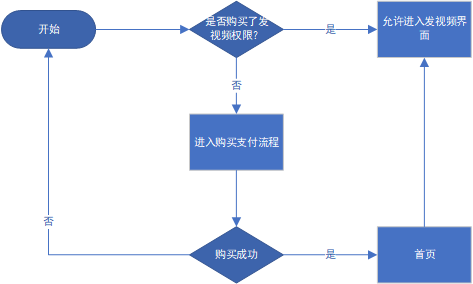 开始
是否购买了发
视频权限?
是
允许进入发视频界
面
否
进入购买支付流程
否
购买成功
是
首页